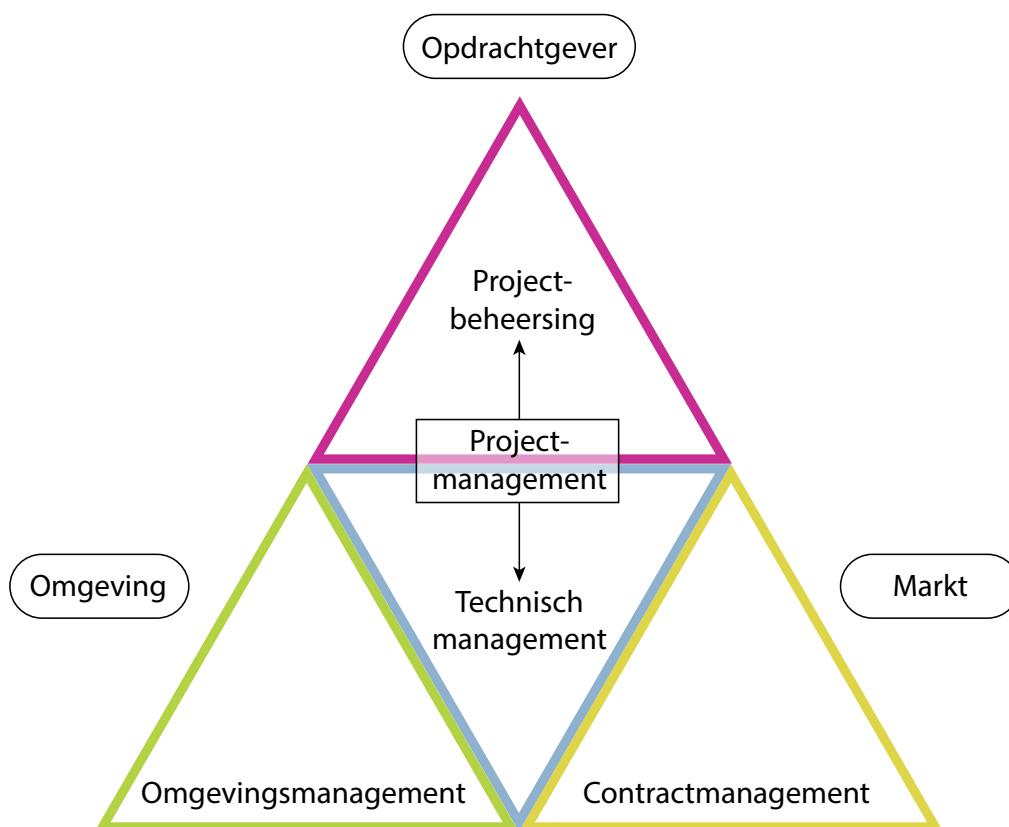 Opdrachtgever
Project-
beheersing
Project-
management
Omgeving
Markt
Technisch
management
Omgevingsmanagement
Contractmanagement